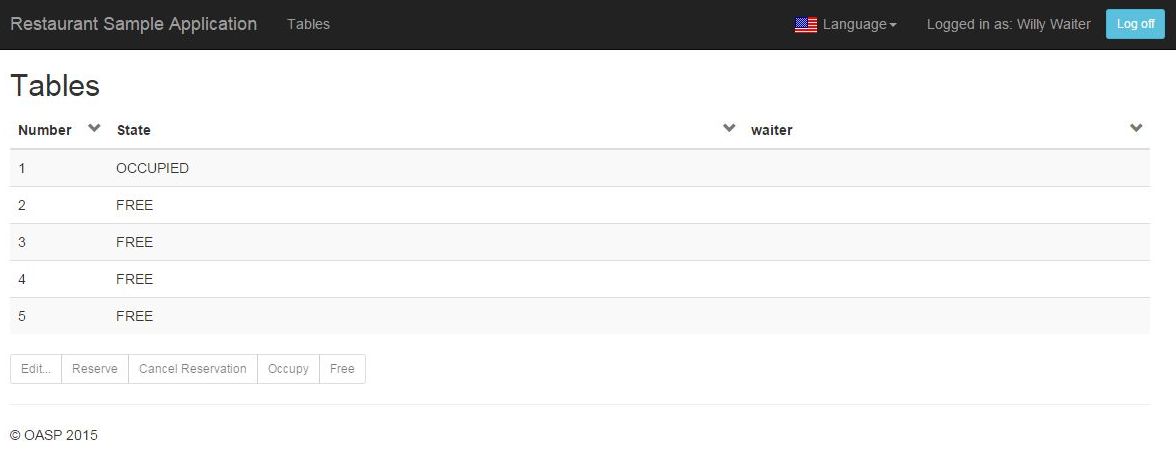 Restaurant Sample Application Tables Language Logged in as: Willy Waiter Log off
Tables
Number State waiter
1 OCCUPIED
2 FREE
3 FREE
4 FREE
5 FREE
Edit... Reserve Cancel Reservation Occupy Free
© OASP 2015